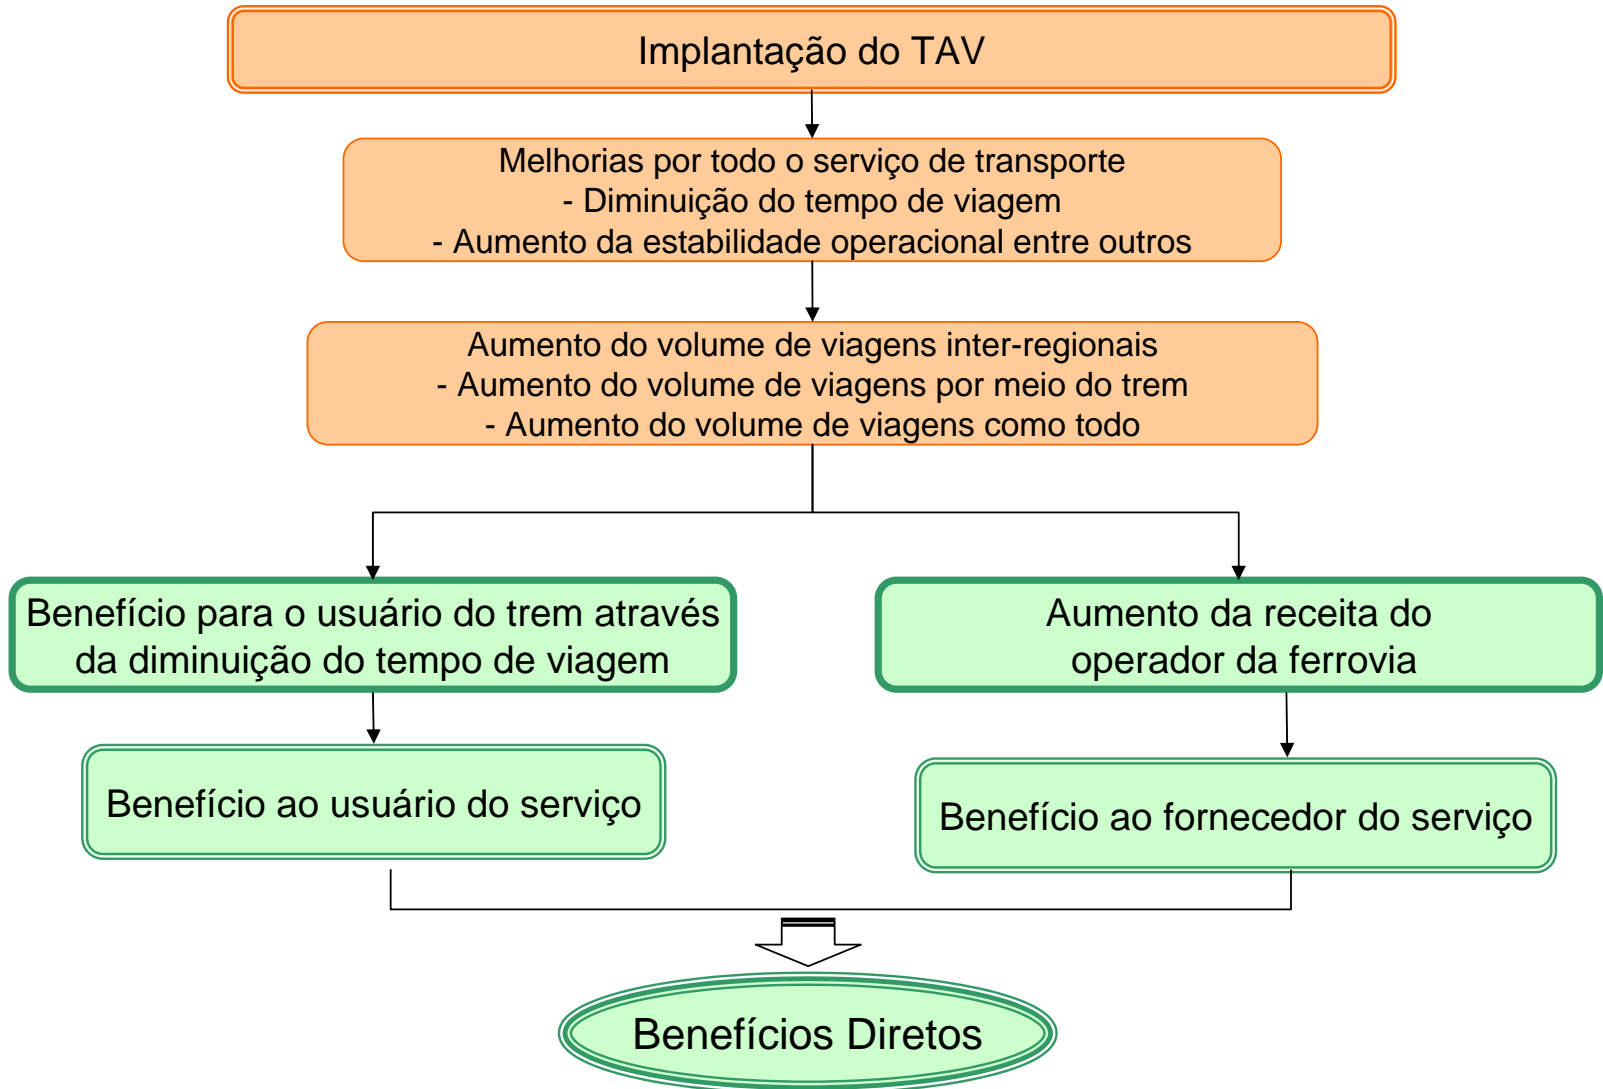 Implantação do TAV
Melhorias por todo o serviço de transporte
- Diminuição do tempo de viagem
- Aumento da estabilidade operacional entre outros
Aumento do volume de viagens inter-regionais
- Aumento do volume de viagens por meio do trem
- Aumento do volume de viagens como todo
Benefício para o usuário do trem através
da diminuição do tempo de viagem
Aumento da receita do
operador da ferrovia
Benefício ao usuário do serviço
Benefício ao fornecedor do serviço
Benefícios Diretos